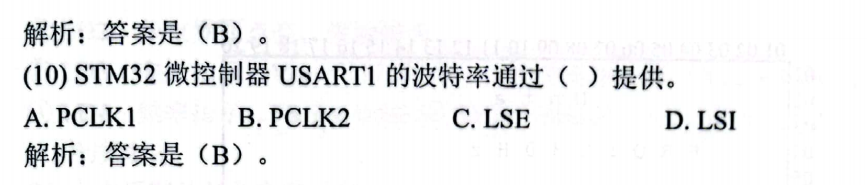 解析：答案是（B）。
(10) STM32 微控制器 USART1 的波特率通过（ ）提供。
A. PCLK1 B. PCLK2 C. LSE D. LSI
解析：答案是（B）。